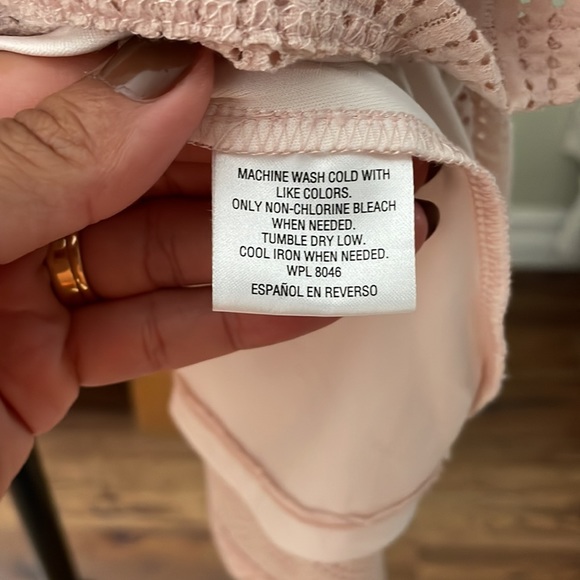 MACHINE WASH COLD WITH
LIKE COLORS.
ONLY NON-CHLORINE BLEACH
WHEN NEEDED.
TUMBLE DRY LOW.
COOL IRON WHEN NEEDED.
WPL 8046
ESPAÑOL EN REVERSO